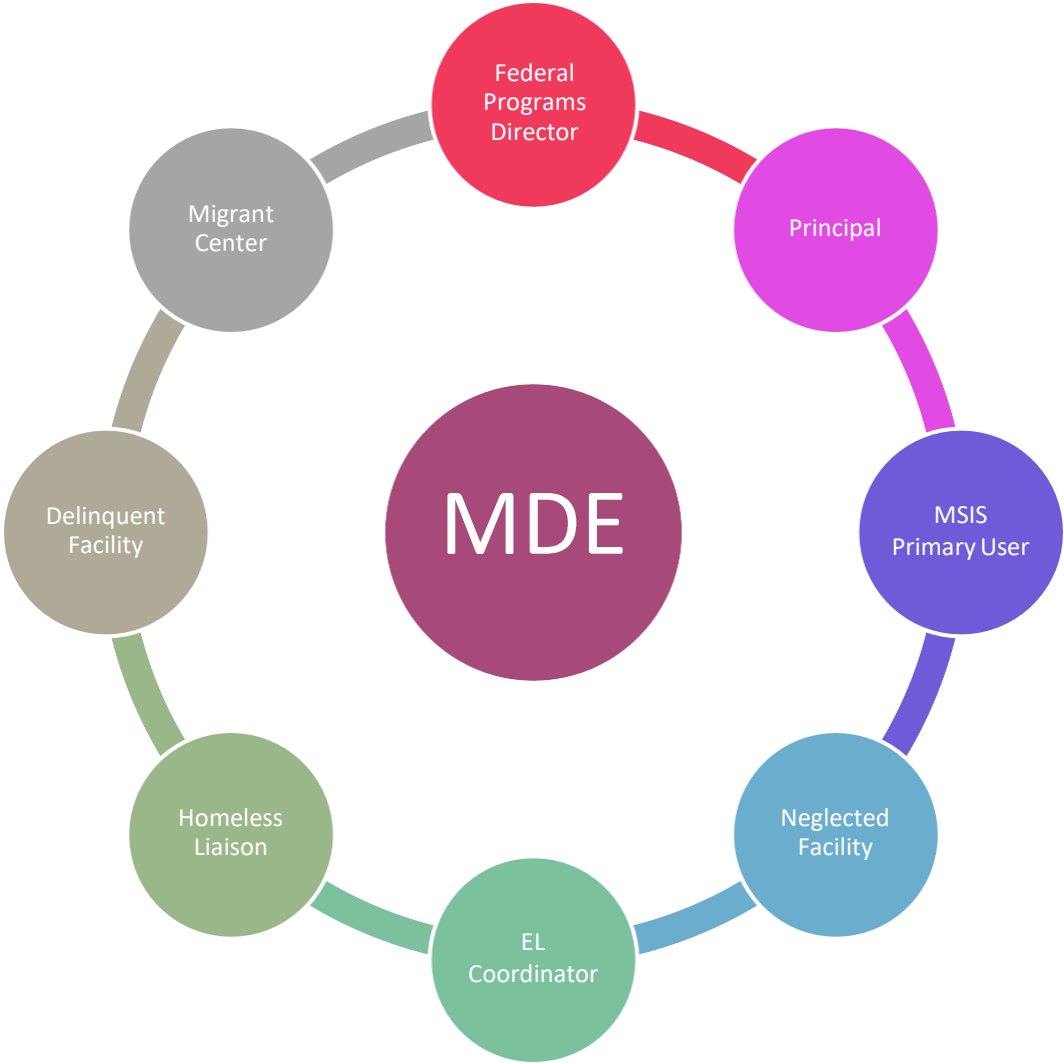 Federal
Programs
Director
Principal
MSIS
Primary User
Neglected
Facility
EL
Coordinator
Homeless
Liaison
Delinquent
Facility
Migrant
Center
MDE